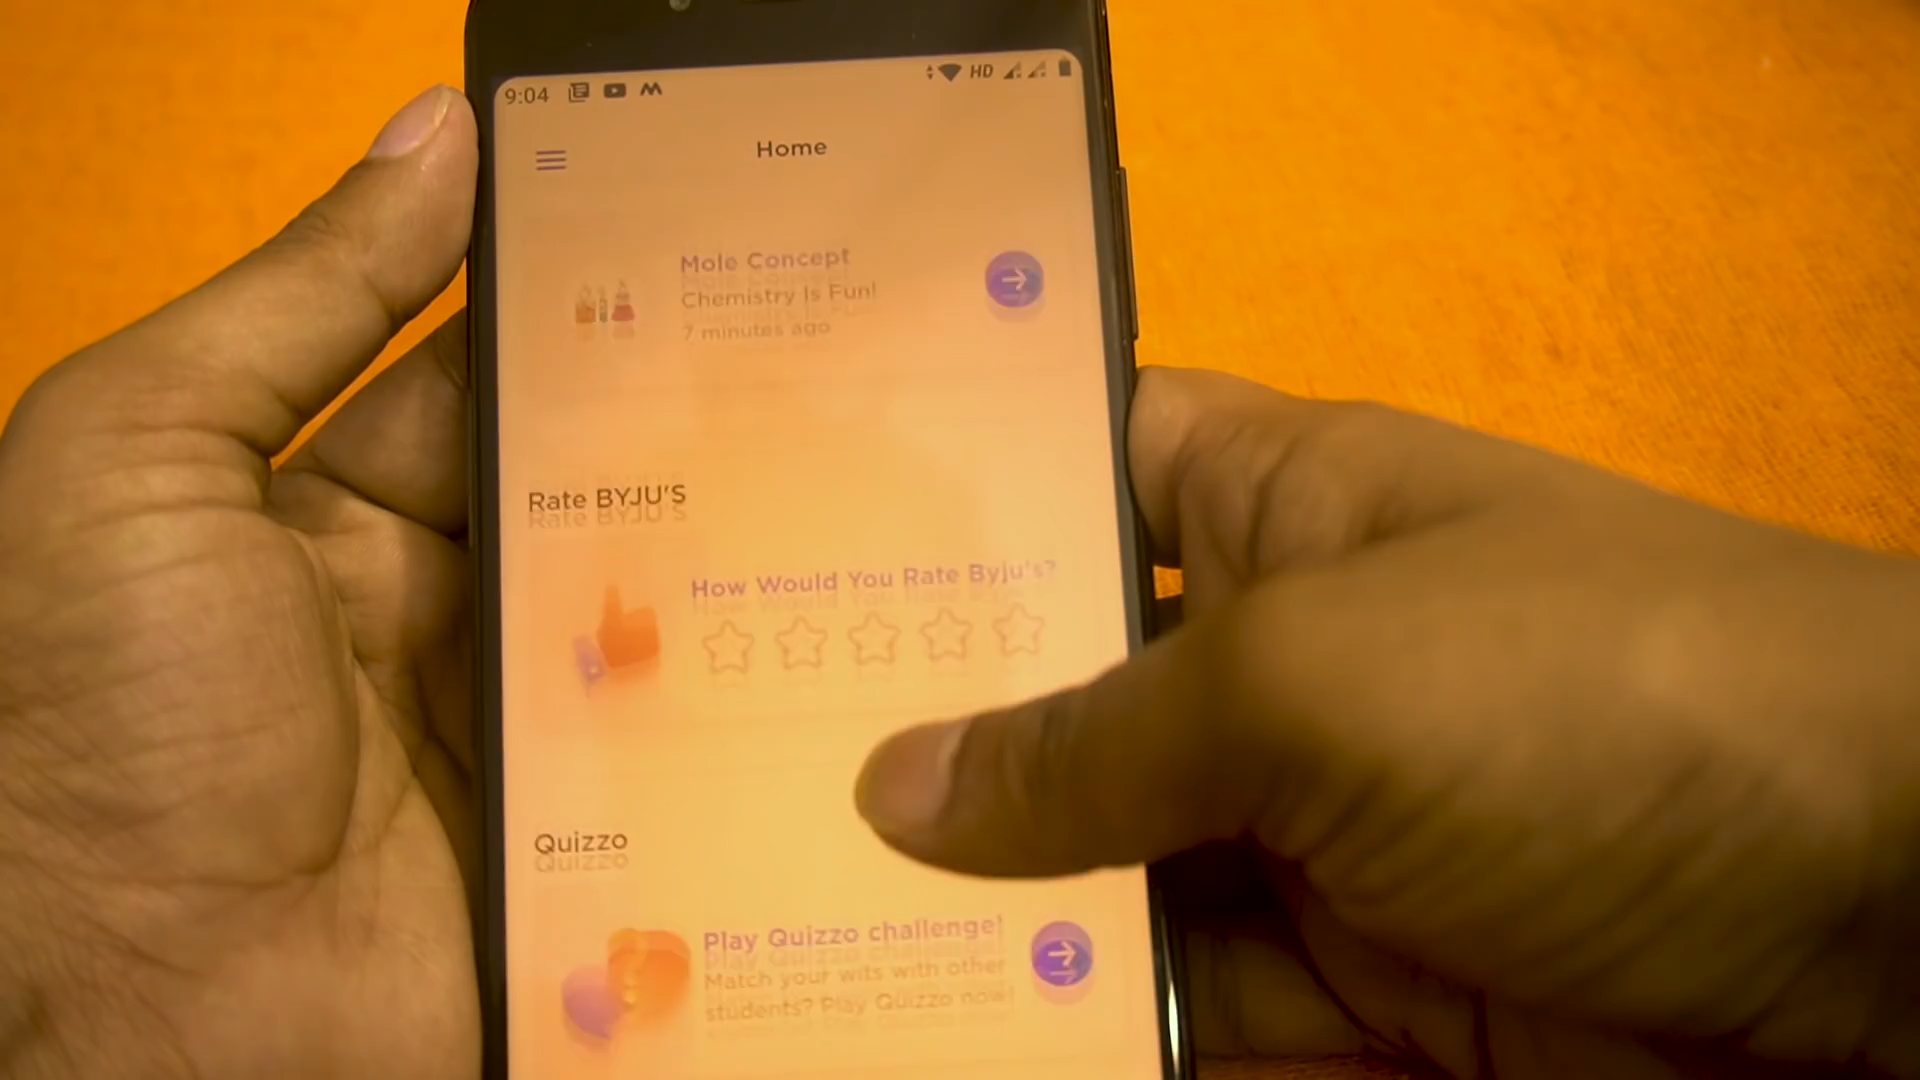 9:04
HD
Home
Mole Concept
Chemistry Is Fun!
7 minutes ago
Rate BYJU'S
How Would You Rate Byju's?
Quizzo
Play Quizzo challenge!
Match your wits with other
students? Play Quizzo now!